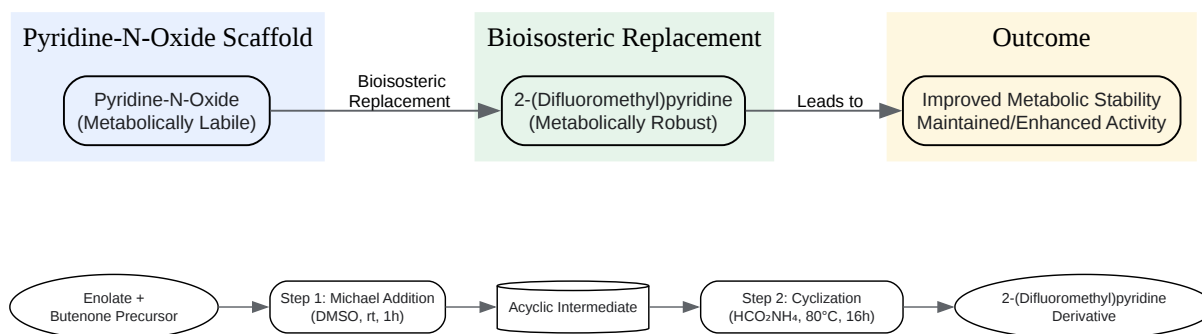 Pyridine-N-Oxide Scaffold
Bioisosteric Replacement
Outcome
Pyridine-N-Oxide
(Metabolically Labile)
Bioisosteric
Replacement
2-(Difluoromethyl)pyridine
(Metabolically Robust)
Leads to
Improved Metabolic Stability
Maintained/Enhanced Activity
Enolate +
Butenone Precursor
Step 1: Michael Addition
(DMSO, rt, 1h)
Acyclic Intermediate
Step 2: Cyclization
(HCO₂NH₄, 80°C, 16h)
2-(Difluoromethyl)pyridine
Derivative